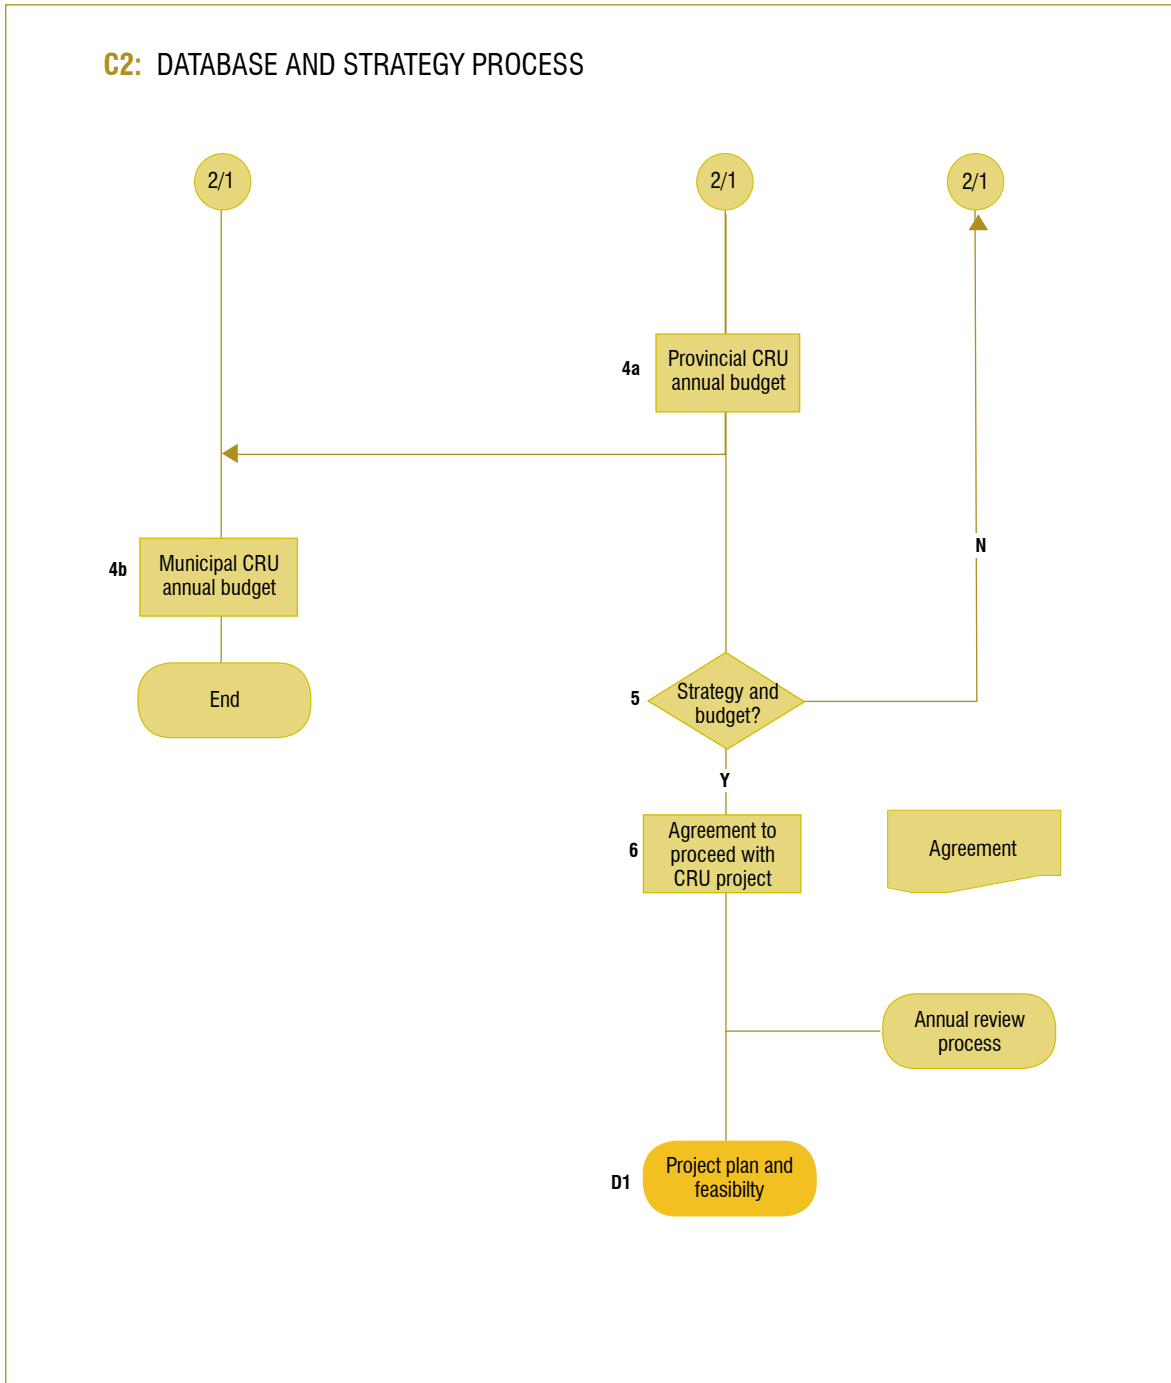 C2: DATABASE AND STRATEGY PROCESS
2/1
2/1
2/1
4a
Provincial CRU
annual budget
4b
Municipal CRU
annual budget
N
End
5
Strategy and
budget?
Y
6
Agreement to
proceed with
CRU project
Agreement
Annual review
process
D1
Project plan and
feasibilty